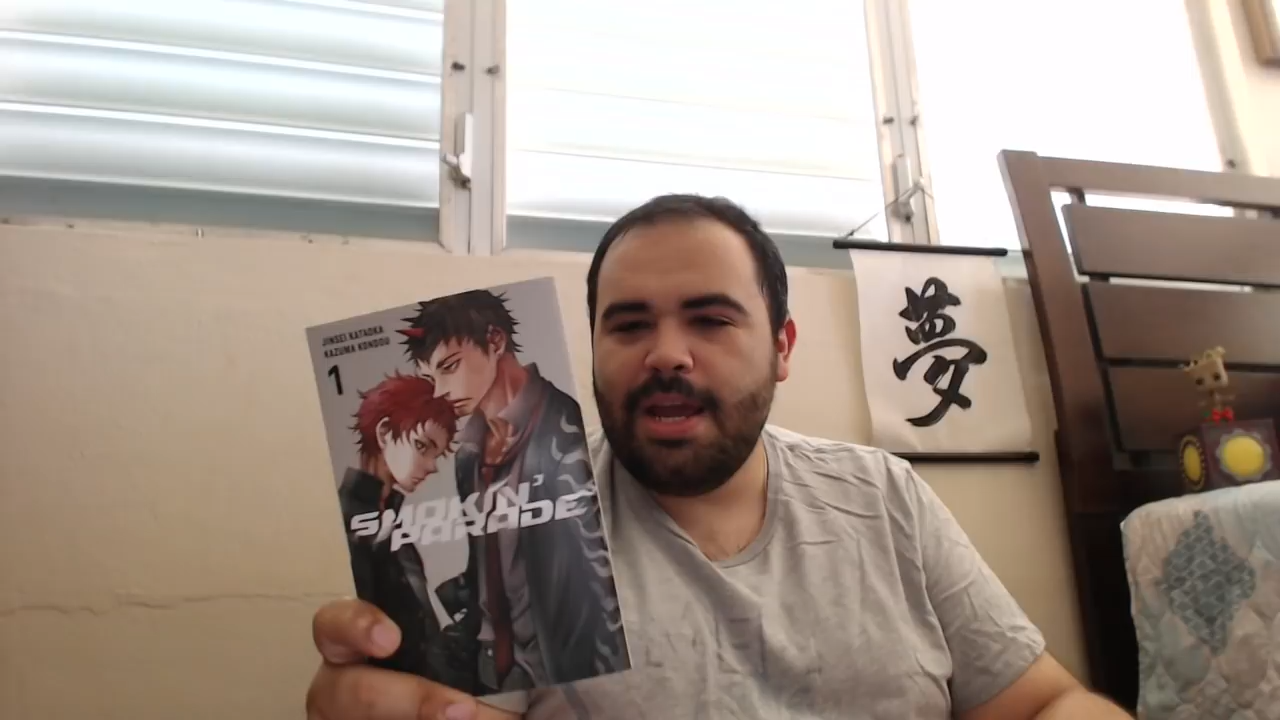 JINSEI KATAOKA
KAZUMA KONDOU
1
SMOKIN'
PARADE
夢